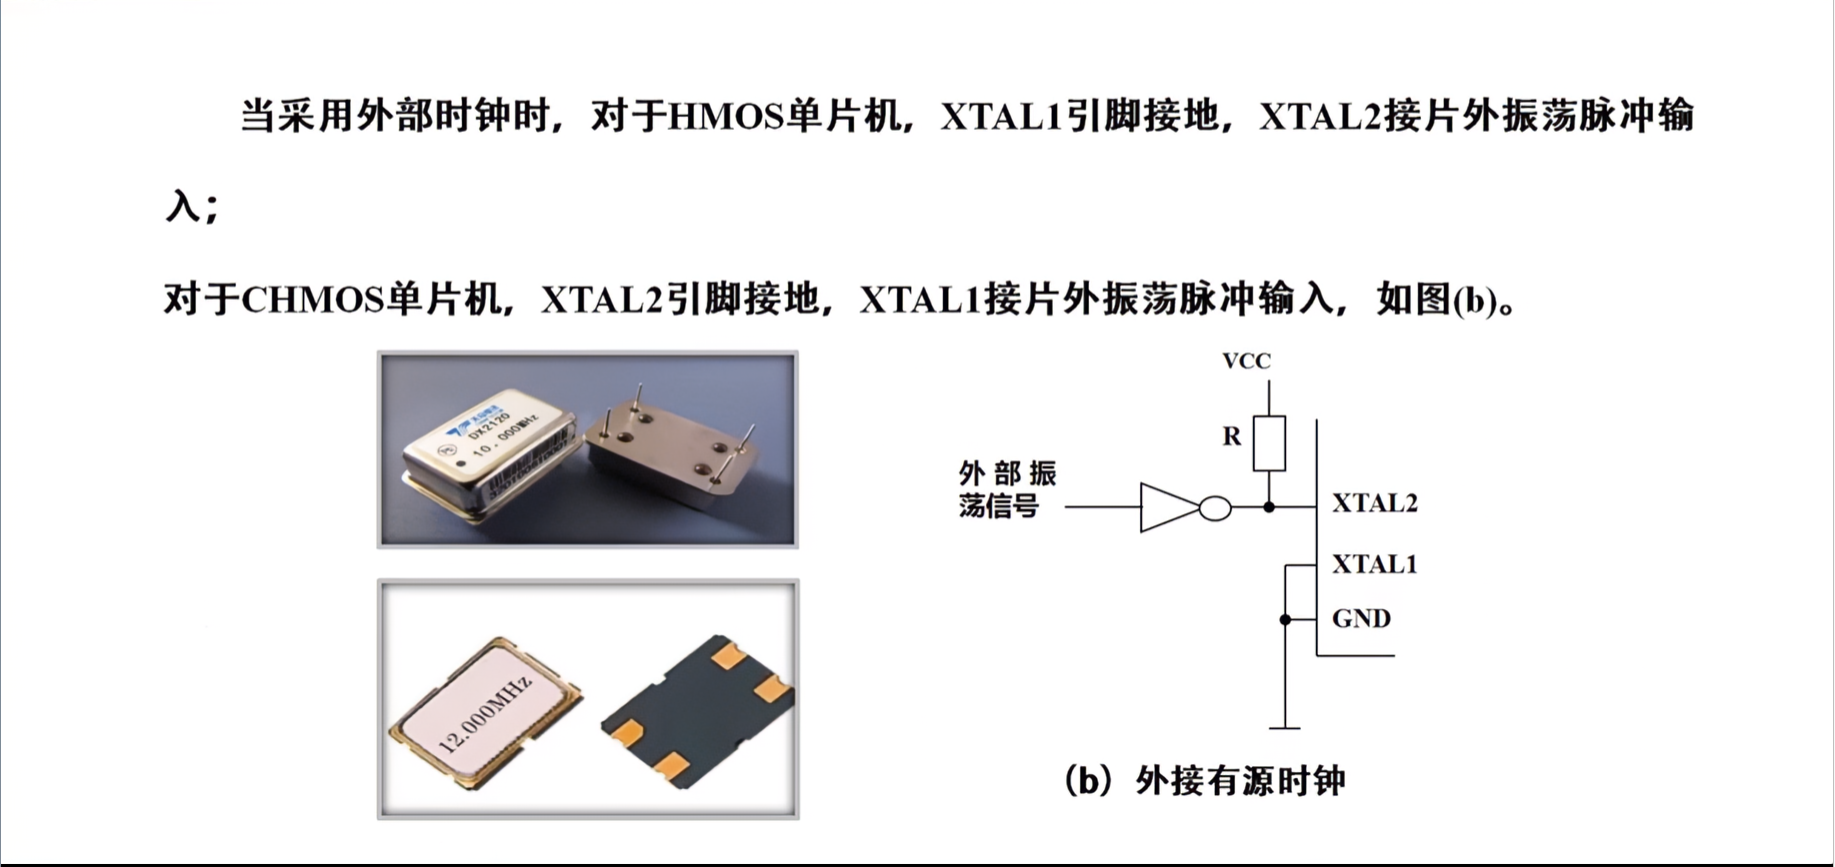 当采用外部时钟时，对于HMOS单片机，XTAL1引脚接地，XTAL2接片外振荡脉冲输
入；
对于CHMOS单片机，XTAL2引脚接地，XTAL1接片外振荡脉冲输入，如图(b)。
DX2120
10.000MHz
12.000MHz
VCC
R
外部振
荡信号
XTAL2
XTAL1
GND
（b）外接有源时钟